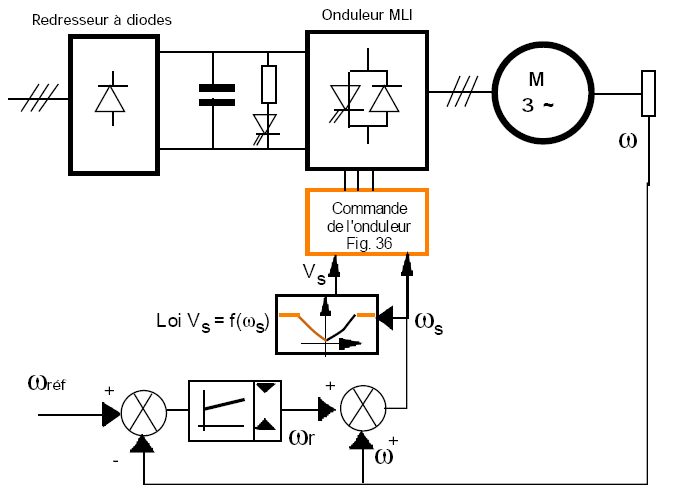 Redresseur à diodes
Onduleur MLI
M
3 ~
ω
Commande
de l'onduleur
Fig. 36
Vs
Loi Vs = f(ωs)
ωs
ωréf
+
-
+
ωr
ω
+